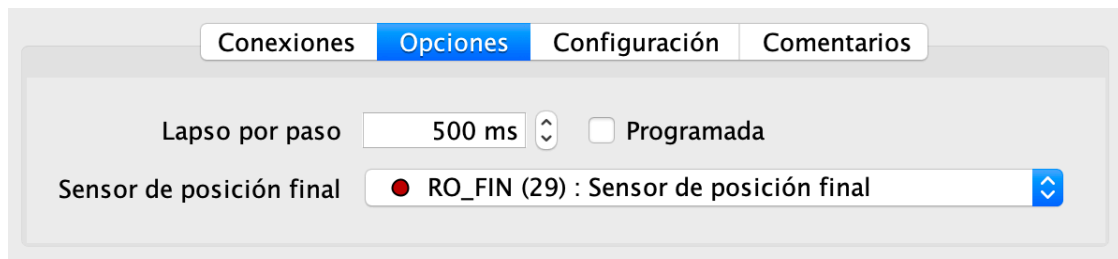 Conexiones Opciones Configuración Comentarios
Lapso por paso 500 ms Programada
Sensor de posición final RO_FIN (29) : Sensor de posición final